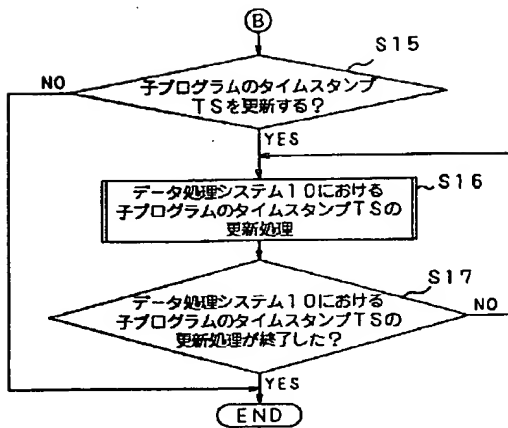 B
S15
子プログラムのタイムスタンプ
TSを更新する?
NO
YES
S16
データ処理システム10における
子プログラムのタイムスタンプTSの
更新処理
S17
データ処理システム10における
子プログラムのタイムスタンプTSの
更新処理が終了した?
NO
YES
END